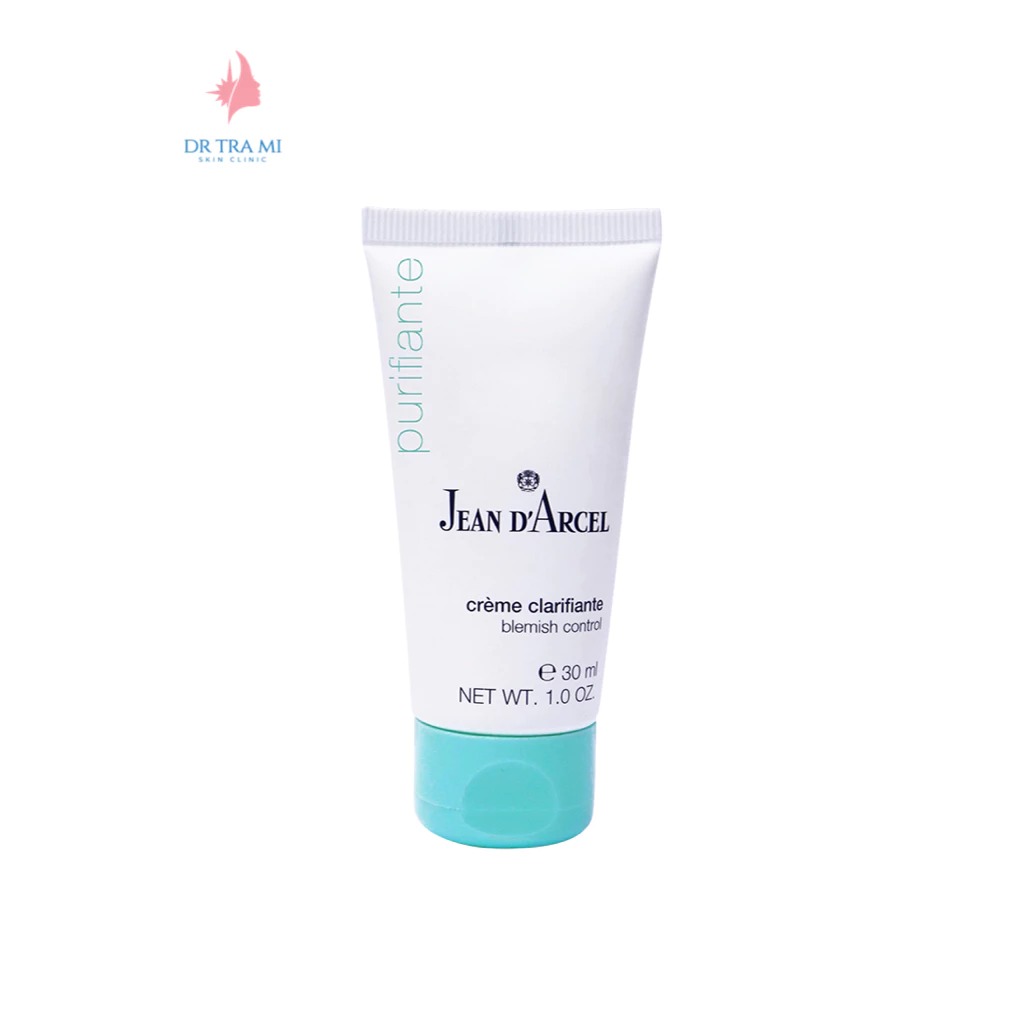 DR TRA MI
SKIN CLINIC
purifiante
JEAN D'ARCEL
crème clarifiante
blemish control
℮ 30 ml
NET WT. 1.0 OZ.